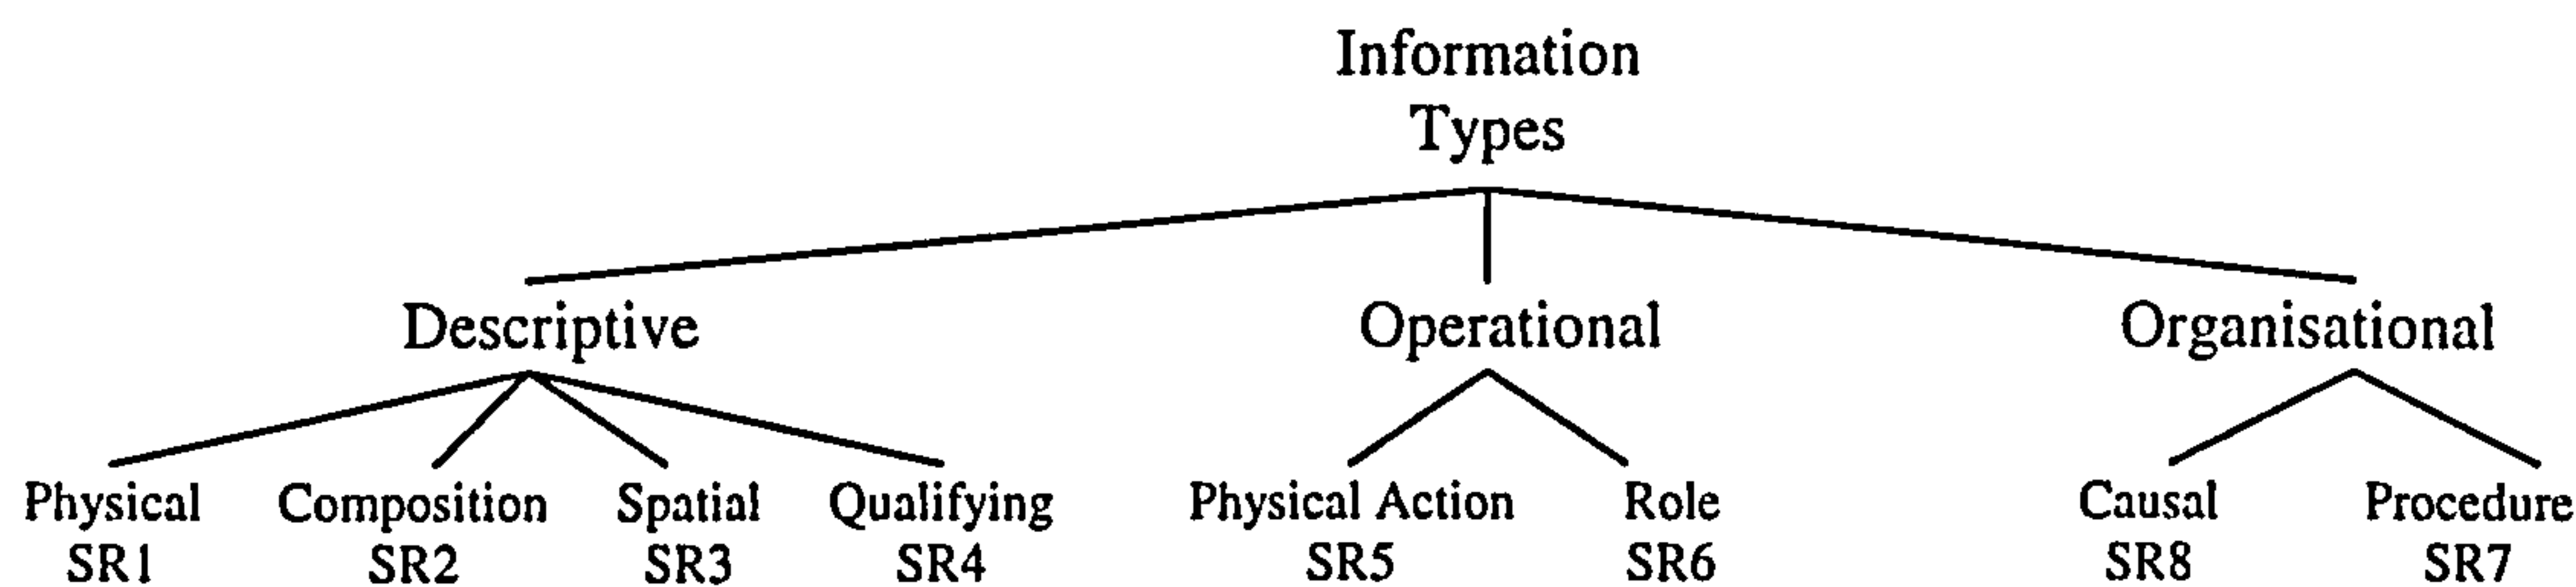 Information
Types
Descriptive
Operational
Organisational
Physical
SR1
Composition
SR2
Spatial
SR3
Qualifying
SR4
Physical Action
SR5
Role
SR6
Causal
SR8
Procedure
SR7